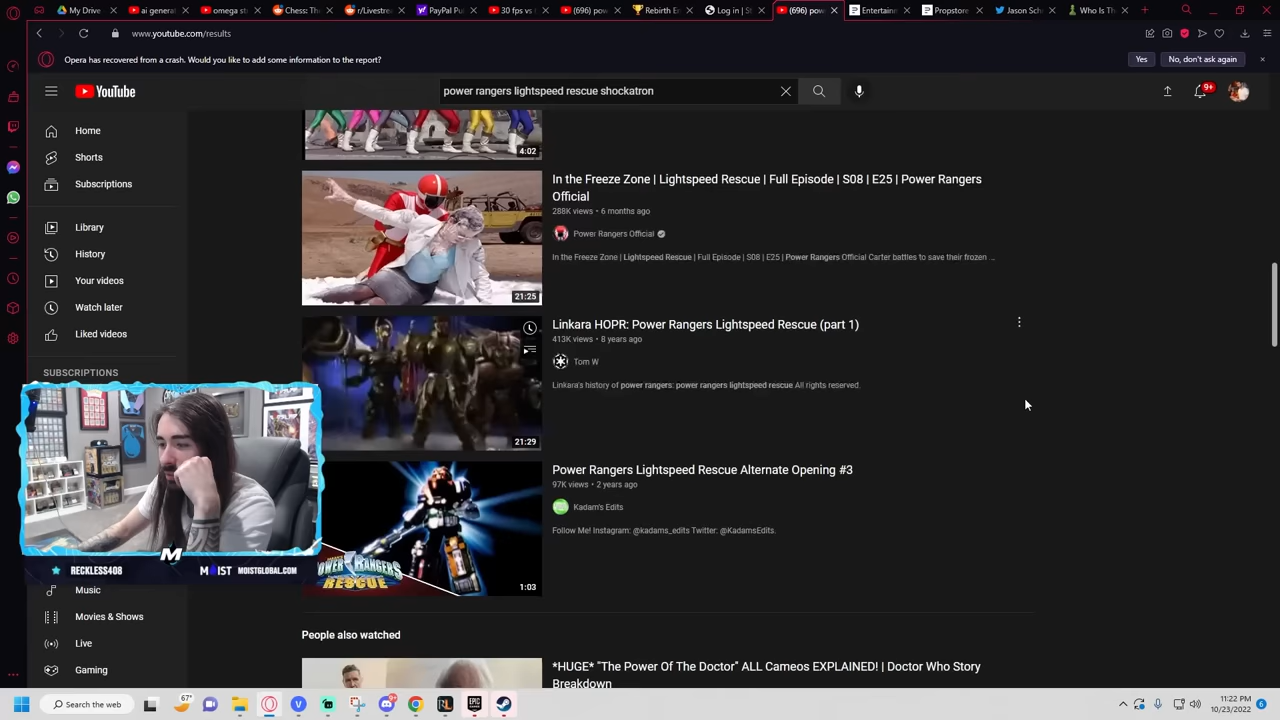 My Drive
ai generat
omega st
Chess: The
r/Livestrea
PayPal Pu
30 fps vs
(696) pow
Rebirth E
Log in | St
(696) pow
Entertainm
Propstore
Jason Sch
Who Is Th
www.youtube.com/results
Opera has recovered from a crash. Would you like to add some information to the report?
Yes
No, don't ask again
YouTube
power rangers lightspeed rescue shockatron
9+
Home
Shorts
Subscriptions
Library
History
Your videos
Watch later
Liked videos
SUBSCRIPTIONS
Music
Movies & Shows
Live
Gaming
4:02
In the Freeze Zone | Lightspeed Rescue | Full Episode | S08 | E25 | Power Rangers
Official
288K views • 6 months ago
Power Rangers Official
In the Freeze Zone | Lightspeed Rescue | Full Episode | S08 | E25 | Power Rangers Official Carter battles to save their frozen ...
21:25
Linkara HOPR: Power Rangers Lightspeed Rescue (part 1)
413K views • 8 years ago
Tom W
Linkara's history of power rangers: power rangers lightspeed rescue All rights reserved.
21:29
Power Rangers Lightspeed Rescue Alternate Opening #3
97K views • 2 years ago
Kadam's Edits
Follow Me! Instagram: @kadams_edits Twitter: @KadamsEdits.
POWER RANGERS
RESCUE
1:03
M
RECKLESS408
MOIST
MOISTGLOBAL.COM
People also watched
*HUGE* "The Power Of The Doctor" ALL Cameos EXPLAINED! | Doctor Who Story
Breakdown
67°
Search the web
11:22 PM
10/23/2022
6